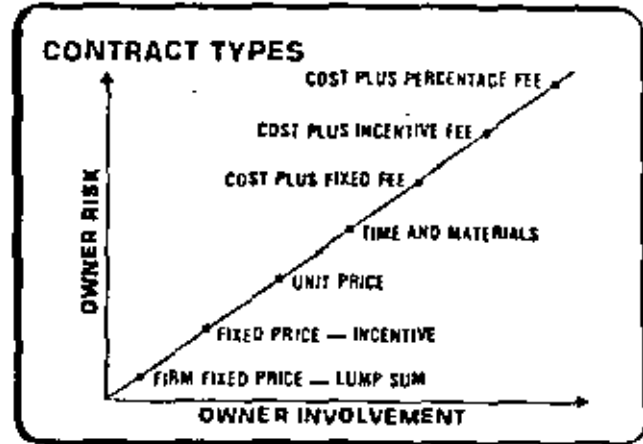 CONTRACT TYPES
COST PLUS PERCENTAGE FEE
COST PLUS INCENTIVE FEE
COST PLUS FIXED FEE
TIME AND MATERIALS
UNIT PRICE
FIXED PRICE — INCENTIVE
FIRM FIXED PRICE — LUMP SUM
OWNER RISK
OWNER INVOLVEMENT